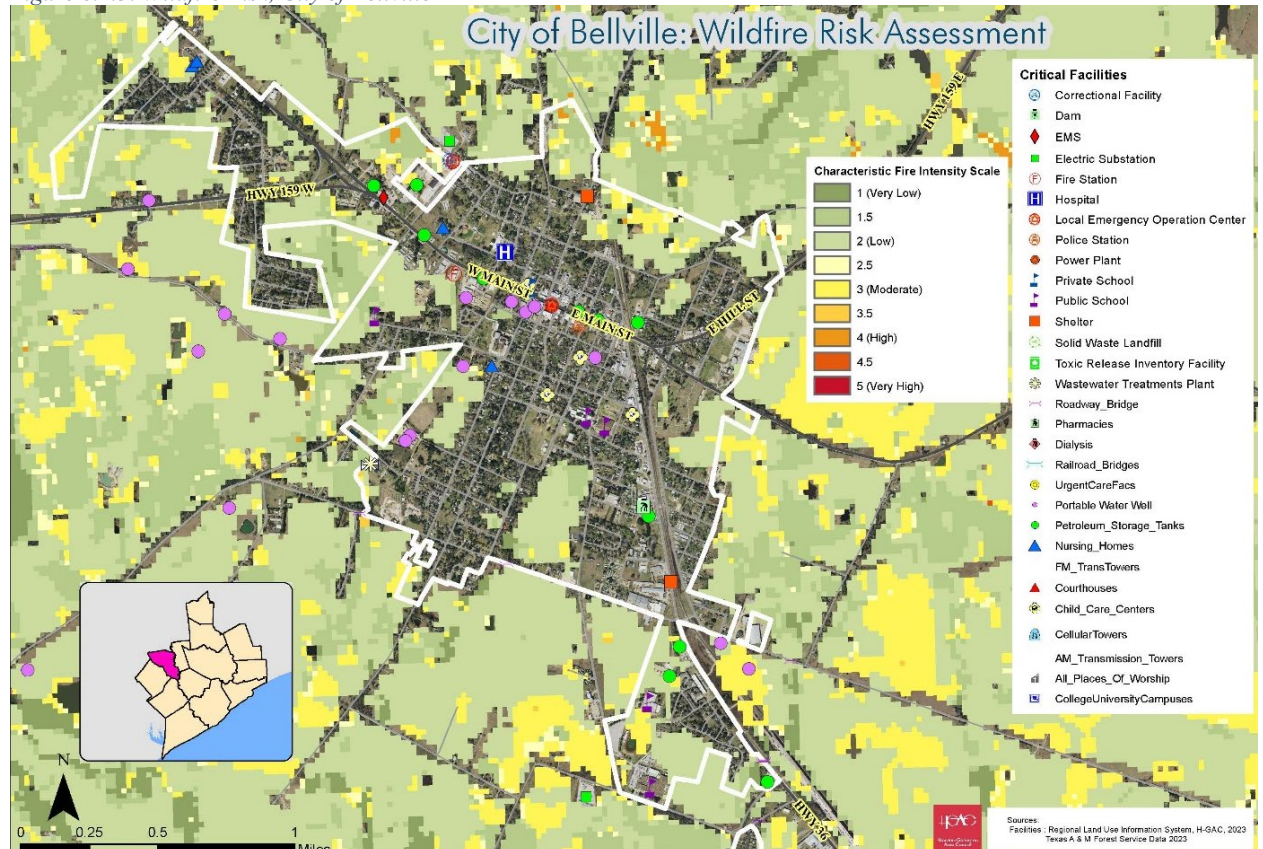 City of Bellville: Wildfire Risk Assessment
Critical Facilities
Correctional Facility
Dam
EMS
Electric Substation
Fire Station
Hospital
Local Emergency Operation Center
Police Station
Power Plant
Private School
Public School
Shelter
Solid Waste Landfill
Toxic Release Inventory Facility
Wastewater Treatments Plant
Roadway_Bridge
Pharmacies
Dialysis
Railroad_Bridges
UrgentCareFacs
Portable Water Well
Petroleum_Storage_Tanks
Nursing_Homes
FM_TransTowers
Courthouses
Child_Care_Centers
CellularTowers
AM_Transmission_Towers
All_Places_Of_Worship
CollegeUniversityCampuses
Characteristic Fire Intensity Scale
1 (Very Low)
1.5
2 (Low)
2.5
3 (Moderate)
3.5
4 (High)
4.5
5 (Very High)
HWY 159 E
HWY 159 W
H
W MAIN ST
E MAIN ST
E HILL ST
HWY 36
N
0 0.25 0.5 1
Miles
H-GAC
Sources:
Facilities : Regional Land Use Information System, H-GAC, 2023
Texas A & M Forest Service Data 2023